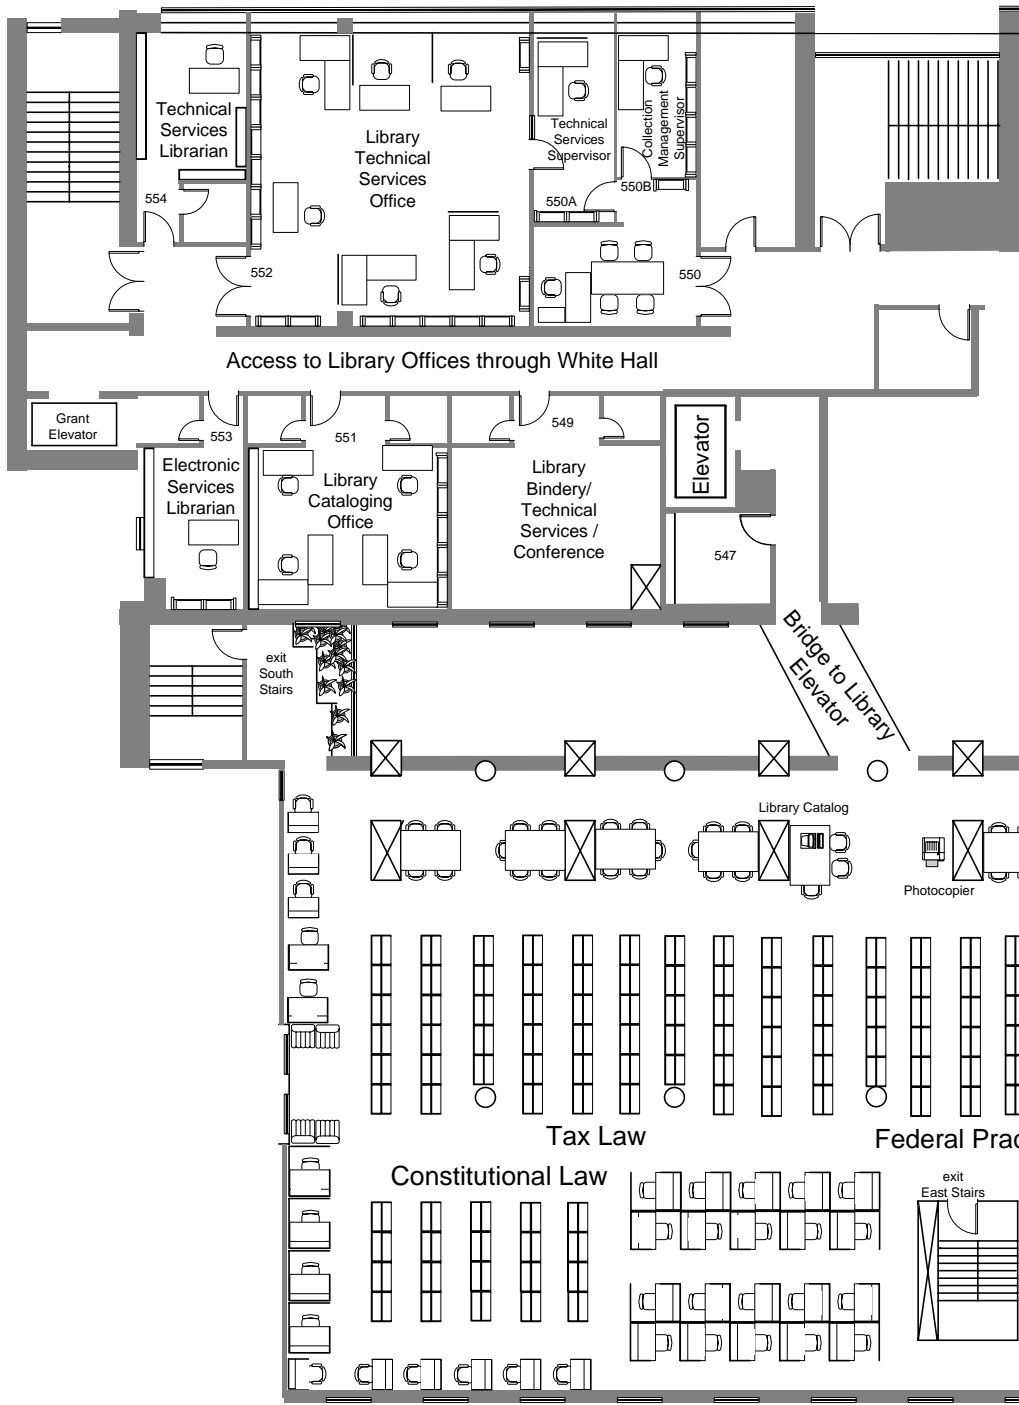 Technical
Services
Librarian
554
Library
Technical
Services
Office
552
Technical
Services
Supervisor
550A
Collection
Management
Supervisor
550B
550
Access to Library Offices through White Hall
Grant
Elevator
553
551
549
Elevator
Electronic
Services
Librarian
Library
Cataloging
Office
Library
Bindery/
Technical
Services /
Conference
547
exit
South
Stairs
Bridge to Library
Elevator
Library Catalog
Photocopier
Tax Law
Federal Prac
Constitutional Law
exit
East Stairs